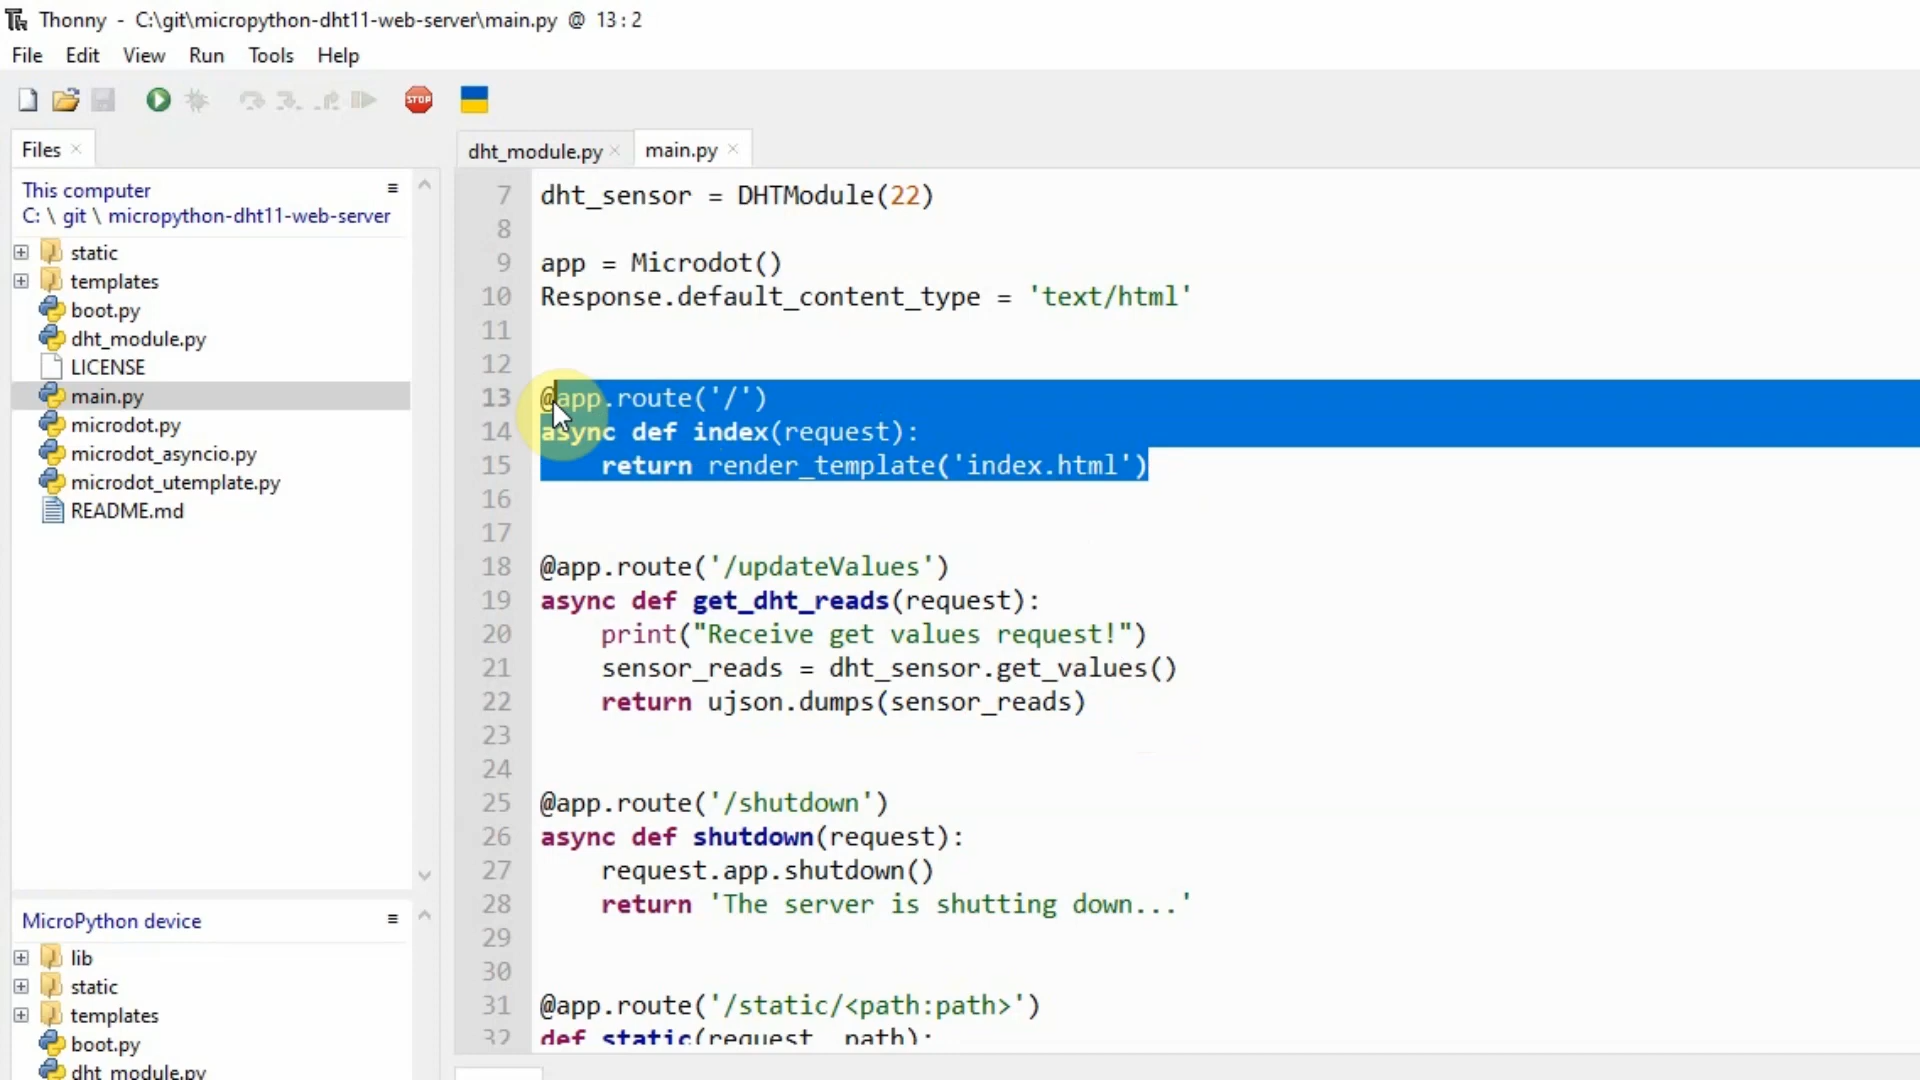 Thonny - C:\git\micropython-dht11-web-server\main.py @ 13:2
File Edit View Run Tools Help
STOP
Files
This computer
C: \ git \ micropython-dht11-web-server
static
templates
boot.py
dht_module.py
LICENSE
main.py
microdot.py
microdot_asyncio.py
microdot_utemplate.py
README.md
MicroPython device
lib
static
templates
boot.py
dht_module.py
dht_module.py main.py
7 dht_sensor = DHTModule(22)
8
9 app = Microdot()
10 Response.default_content_type = 'text/html'
11
12
13 @app.route('/')
14 async def index(request):
15     return render_template('index.html')
16
17
18 @app.route('/updateValues')
19 async def get_dht_reads(request):
20     print("Receive get values request!")
21     sensor_reads = dht_sensor.get_values()
22     return ujson.dumps(sensor_reads)
23
24
25 @app.route('/shutdown')
26 async def shutdown(request):
27     request.app.shutdown()
28     return 'The server is shutting down...'
29
30
31 @app.route('/static/<path:path>')
32 def static(request, path):